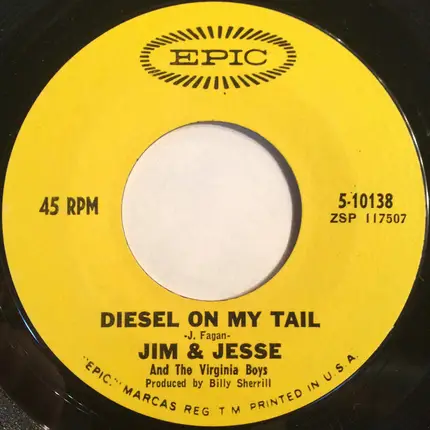 EPIC
45 RPM
5-10138
ZSP 117507
DIESEL ON MY TAIL
-J. Fagan-
JIM & JESSE
And The Virginia Boys
Produced by Billy Sherrill
"EPIC," MARCAS REG T M PRINTED IN U.S.A.